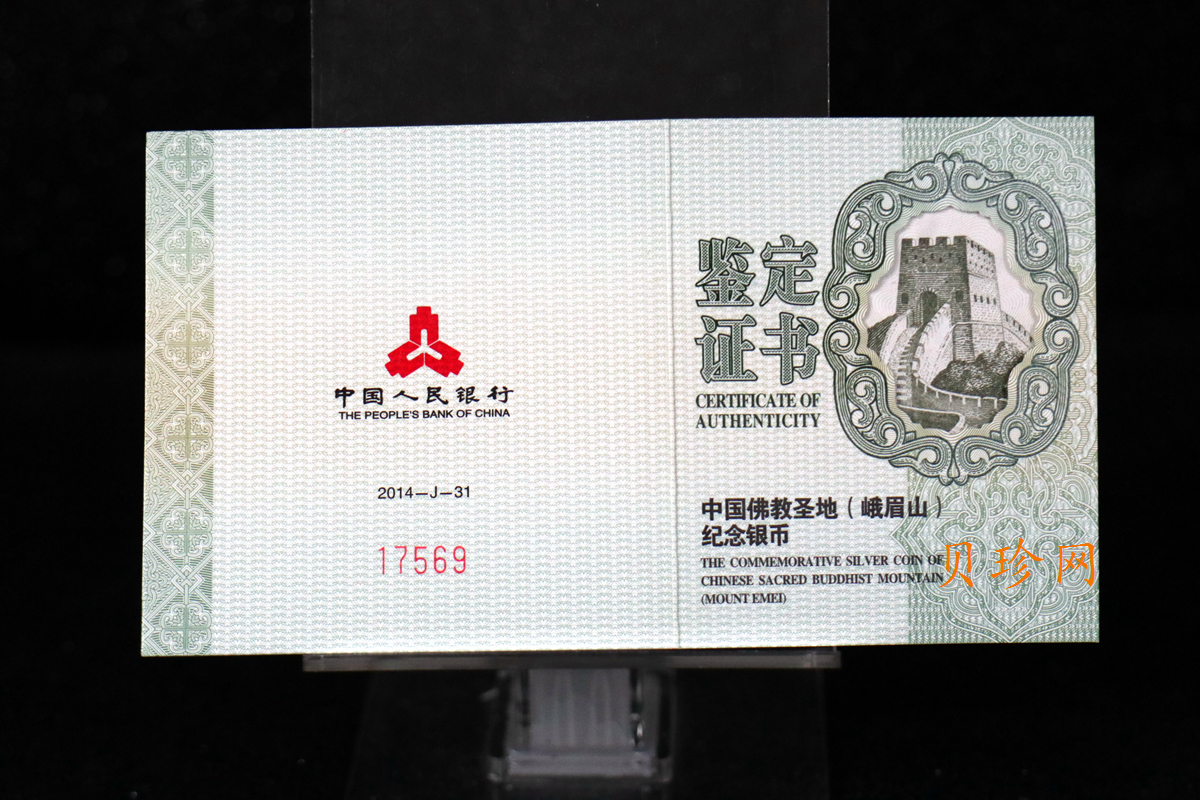 中国人民银行
THE PEOPLE'S BANK OF CHINA
2014—J—31
17569
鉴定
证书
CERTIFICATE OF
AUTHENTICITY
中国佛教圣地（峨眉山）
纪念银币
THE COMMEMORATIVE SILVER COIN OF
CHINESE SACRED BUDDHIST MOUNTAIN
(MOUNT EMEI)
贝珍网